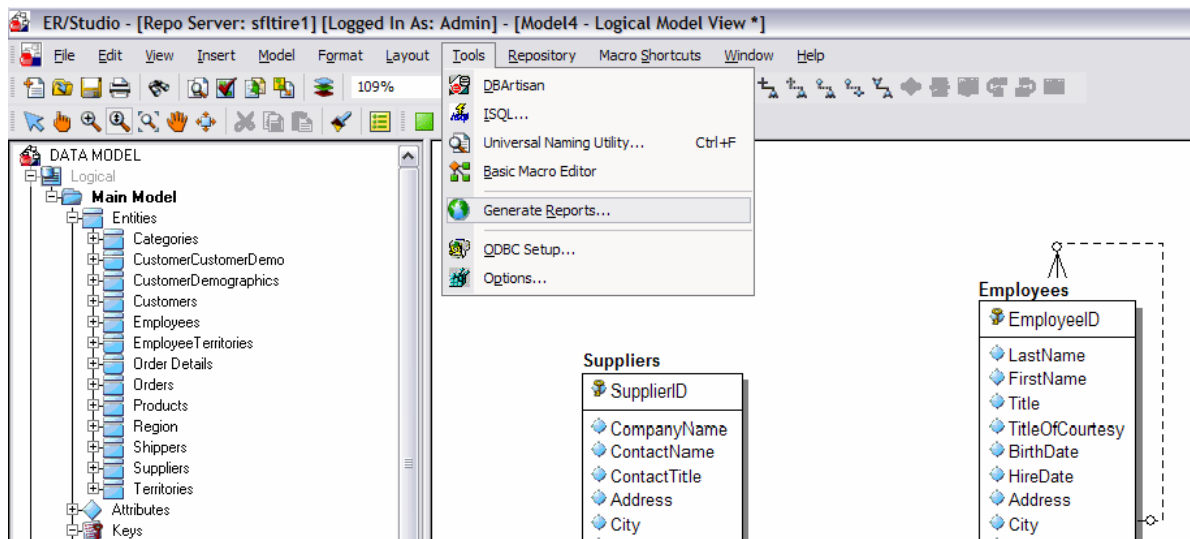 ER/Studio - [Repo Server: sfltire1] [Logged In As: Admin] - [Model4 - Logical Model View *]
File Edit View Insert Model Format Layout Tools Repository Macro Shortcuts Window Help
109%
DBArtisan
ISQL...
Universal Naming Utility... Ctrl+F
Basic Macro Editor
Generate Reports...
ODBC Setup...
Options...
DATA MODEL
Logical
Main Model
Entities
Categories
CustomerCustomerDemo
CustomerDemographics
Customers
Employees
EmployeeTerritories
Order Details
Orders
Products
Region
Shippers
Suppliers
Territories
Attributes
Keys
Suppliers
SupplierID
CompanyName
ContactName
ContactTitle
Address
City
Employees
EmployeeID
LastName
FirstName
Title
TitleOfCourtesy
BirthDate
HireDate
Address
City